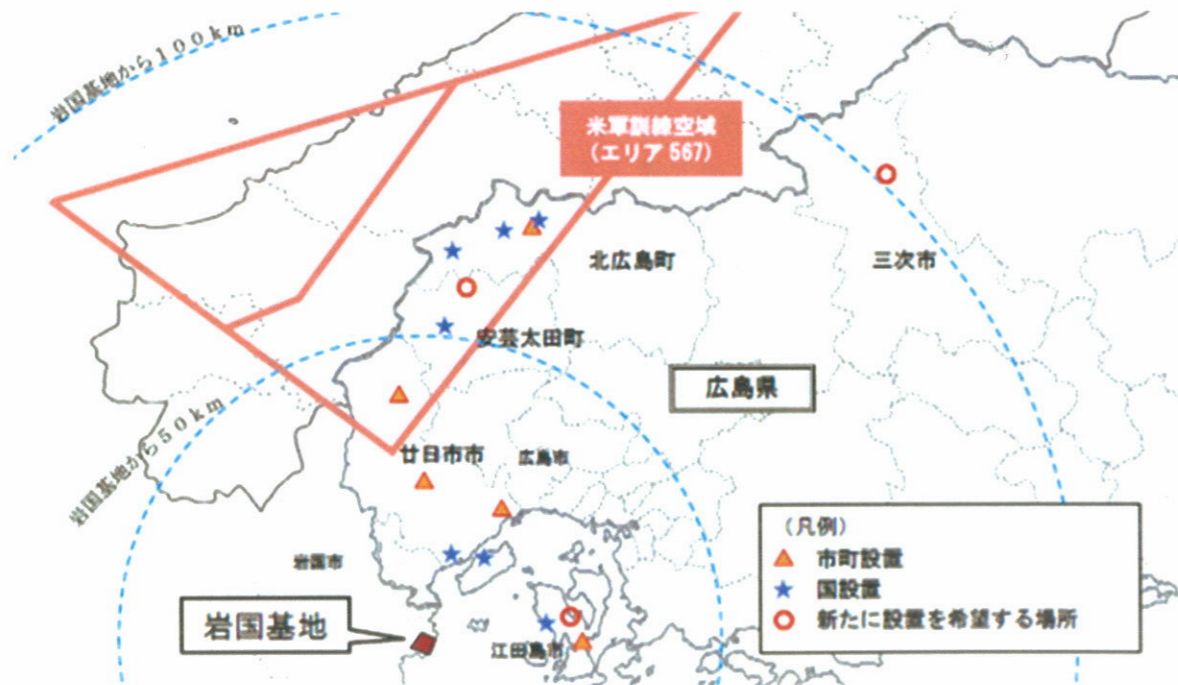 岩国基地から１００ｋｍ
米軍訓練空域
(エリア 567)
北広島町
三次市
安芸太田町
広島県
岩国基地から５０ｋｍ
廿日市市
広島市
(凡例)
市町設置
国設置
新たに設置を希望する場所
岩国市
岩国基地
江田島市